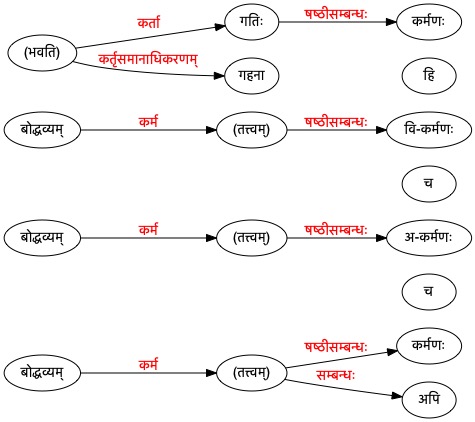 कर्ता
गतिः
षष्ठीसम्बन्धः
कर्मणः
(भवति)
कर्तृसमानाधिकरणम्
गहना
हि
बोद्धव्यम्
कर्म
(तत्त्वम्)
षष्ठीसम्बन्धः
वि-कर्मणः
च
बोद्धव्यम्
कर्म
(तत्त्वम्)
षष्ठीसम्बन्धः
अ-कर्मणः
च
बोद्धव्यम्
कर्म
(तत्त्वम्)
षष्ठीसम्बन्धः
कर्मणः
सम्बन्धः
अपि